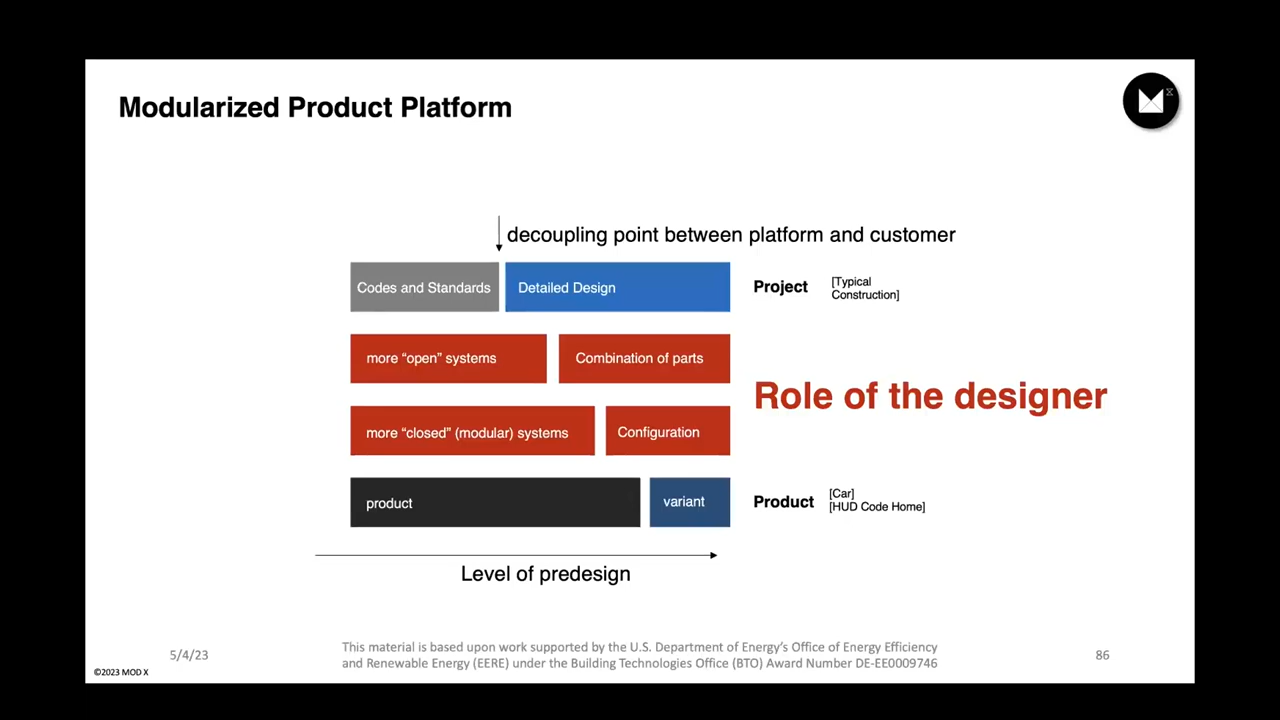 Modularized Product Platform
decoupling point between platform and customer
Codes and Standards
Detailed Design
Project
[Typical
Construction]
more “open” systems
Combination of parts
Role of the designer
more “closed” (modular) systems
Configuration
product
variant
Product
[Car]
[HUD Code Home]
Level of predesign
5/4/23
This material is based upon work supported by the U.S. Department of Energy’s Office of Energy Efficiency
and Renewable Energy (EERE) under the Building Technologies Office (BTO) Award Number DE-EE0009746
86
©2023 MOD X